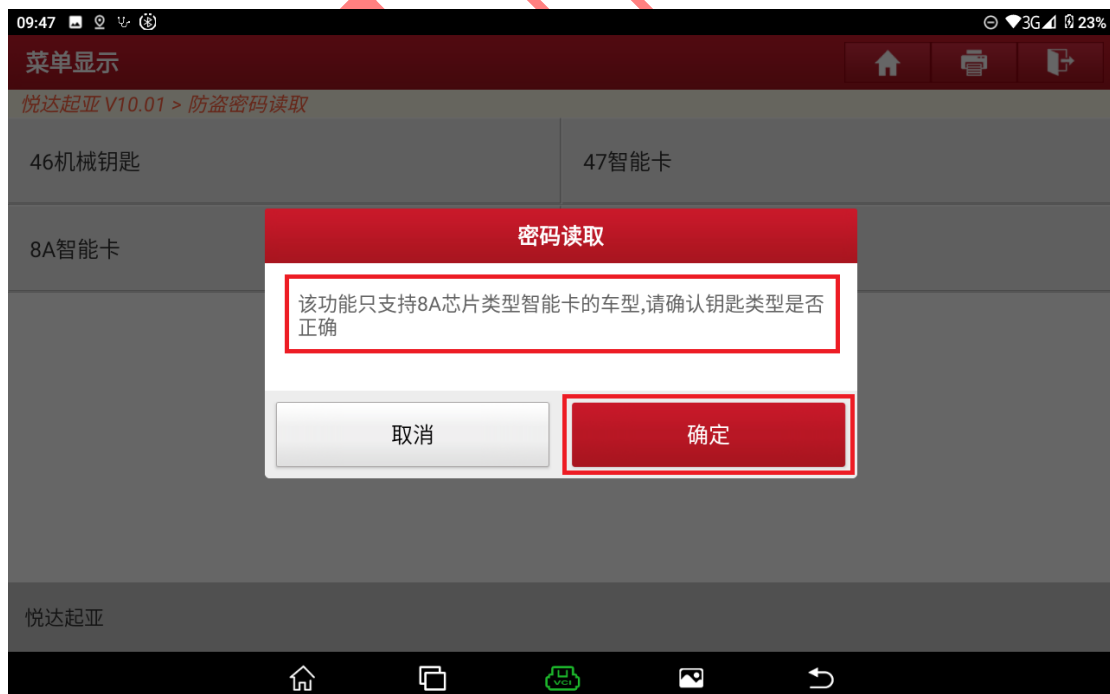 09:47
3G 23%
菜单显示
悦达起亚 V10.01 > 防盗密码读取
46机械钥匙
47智能卡
8A智能卡
密码读取
该功能只支持8A芯片类型智能卡的车型,请确认钥匙类型是否
正确
取消
确定
悦达起亚
VCI